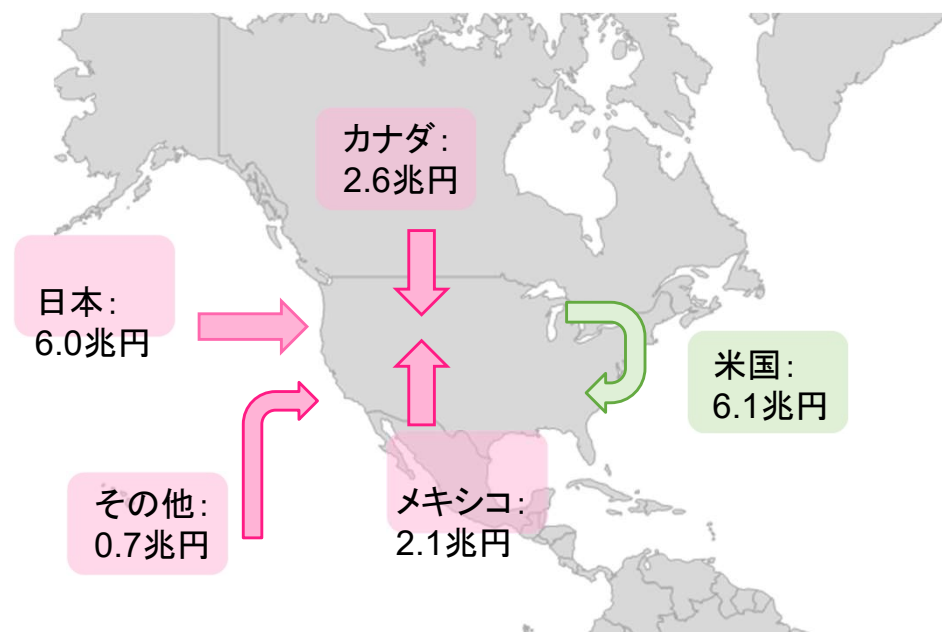 カナダ:
2.6兆円
日本:
6.0兆円
米国:
6.1兆円
その他:
0.7兆円
メキシコ:
2.1兆円